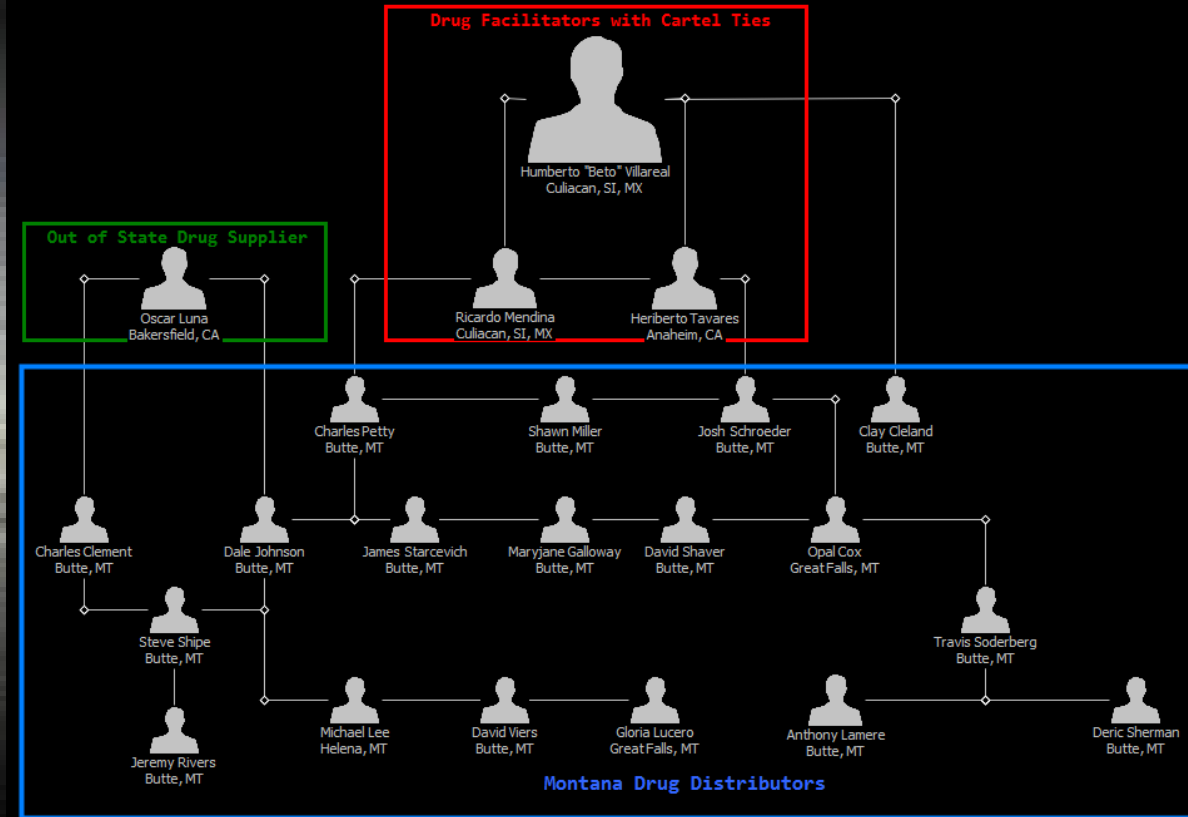 Drug Facilitators with Cartel Ties
Humberto "Beto" Villareal
Culiacan, SI, MX
Out of State Drug Supplier
Oscar Luna
Bakersfield, CA
Ricardo Mendina
Culiacan, SI, MX
Heriberto Tavares
Anaheim, CA
Charles Petty
Butte, MT
Shawn Miller
Butte, MT
Josh Schroeder
Butte, MT
Clay Cleland
Butte, MT
Charles Clement
Butte, MT
Dale Johnson
Butte, MT
James Starcevich
Butte, MT
Maryjane Galloway
Butte, MT
David Shaver
Butte, MT
Opal Cox
Great Falls, MT
Steve Shipe
Butte, MT
Travis Soderberg
Butte, MT
Jeremy Rivers
Butte, MT
Michael Lee
Helena, MT
David Viers
Butte, MT
Gloria Lucero
Great Falls, MT
Anthony Lamere
Butte, MT
Deric Sherman
Butte, MT
Montana Drug Distributors